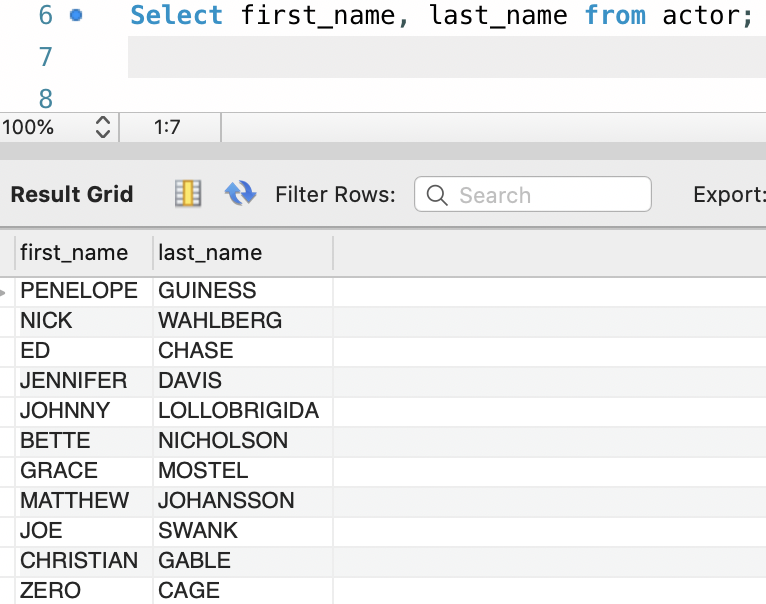 6 Select first_name, last_name from actor;
7
8
100% 1:7
Result Grid Filter Rows: Search Export:
first_name last_name
PENELOPE GUINESS
NICK WAHLBERG
ED CHASE
JENNIFER DAVIS
JOHNNY LOLLOBRIGIDA
BETTE NICHOLSON
GRACE MOSTEL
MATTHEW JOHANSSON
JOE SWANK
CHRISTIAN GABLE
ZERO CAGE